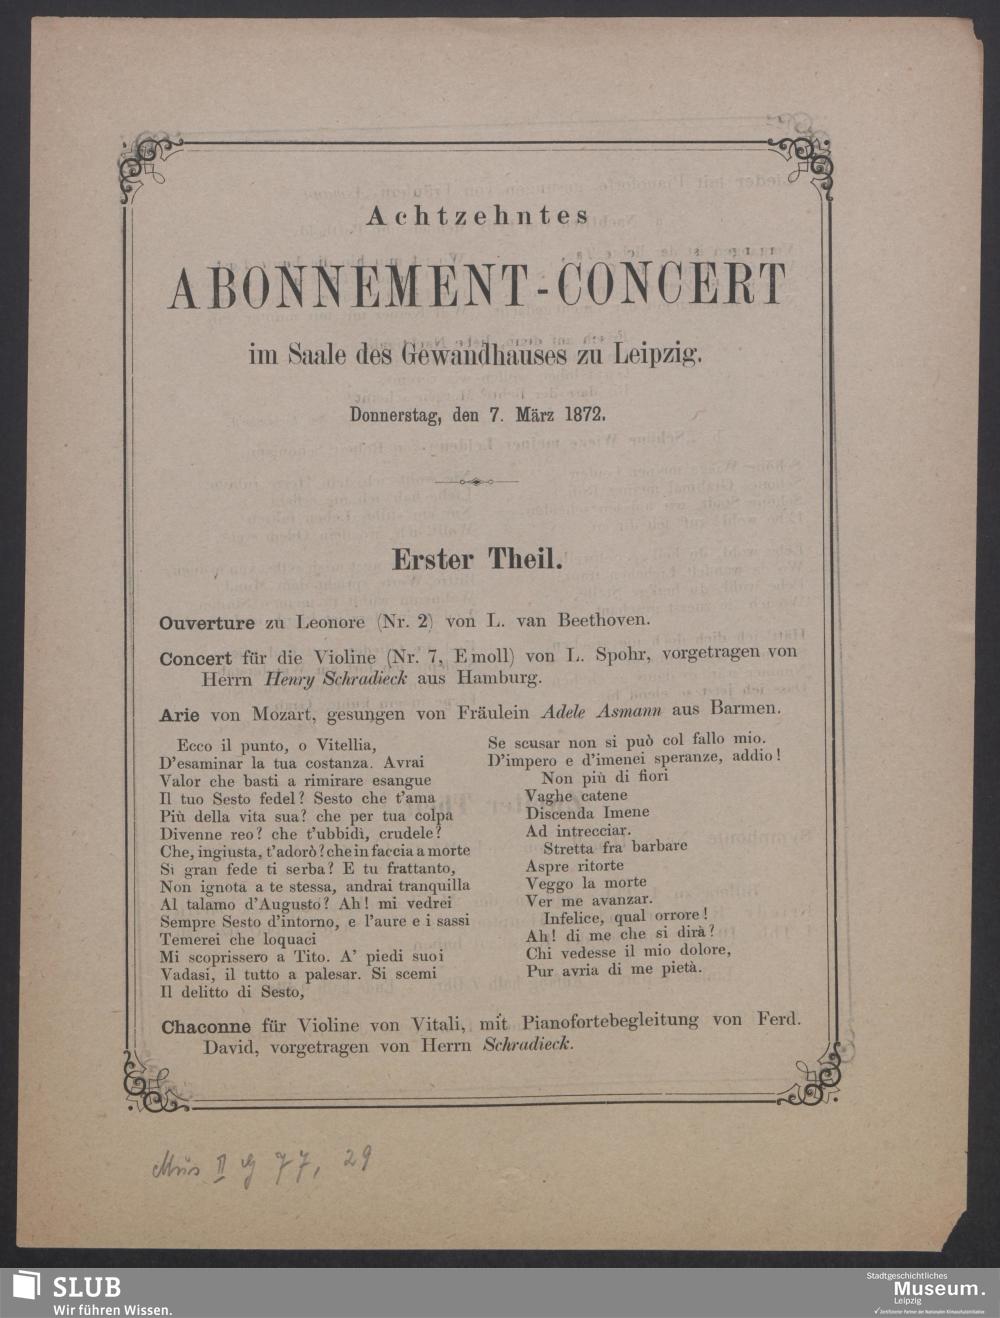 Achtzehntes
ABONNEMENT-CONCERT
im Saale des Gewandhauses zu Leipzig.
Donnerstag, den 7. März 1872.
Erster Theil.
Ouverture zu Leonore (Nr. 2) von L. van Beethoven.
Concert für die Violine (Nr. 7, E moll) von L. Spohr, vorgetragen von
Herrn Henry Schradieck aus Hamburg.
Arie von Mozart, gesungen von Fräulein Adele Asmann aus Barmen.
Ecco il punto, o Vitellia,
D'esaminar la tua costanza. Avrai
Valor che basti a rimirare esangue
Il tuo Sesto fedel? Sesto che t'ama
Più della vita sua? che per tua colpa
Divenne reo? che t'ubbidì, crudele?
Che, ingiusta, t'adorò? che in faccia a morte
Si gran fede ti serba? E tu frattanto,
Non ignota a te stessa, andrai tranquilla
Al talamo d'Augusto? Ah! mi vedrei
Sempre Sesto d'intorno, e l'aure e i sassi
Temerei che loquaci
Mi scoprissero a Tito. A' piedi suoi
Vadasi, il tutto a palesar. Si scemi
Il delitto di Sesto,
Se scusar non si può col fallo mio.
D'impero e d'imenei speranze, addio!
Non più di fiori
Vaghe catene
Discenda Imene
Ad intrecciar.
Stretta fra barbare
Aspre ritorte
Veggo la morte
Ver me avanzar.
Infelice, qual orrore!
Ah! di me che si dirà?
Chi vedesse il mio dolore,
Pur avria di me pietà.
Chaconne für Violine von Vitali, mit Pianofortebegleitung von Ferd.
David, vorgetragen von Herrn Schradieck.
Mus II 77, 29
SLUB
Wir führen Wissen.
Stadtgeschichtliches
Museum.
Leipzig
Zertifizierter Partner der Nationalen Klimaschutzinitiative